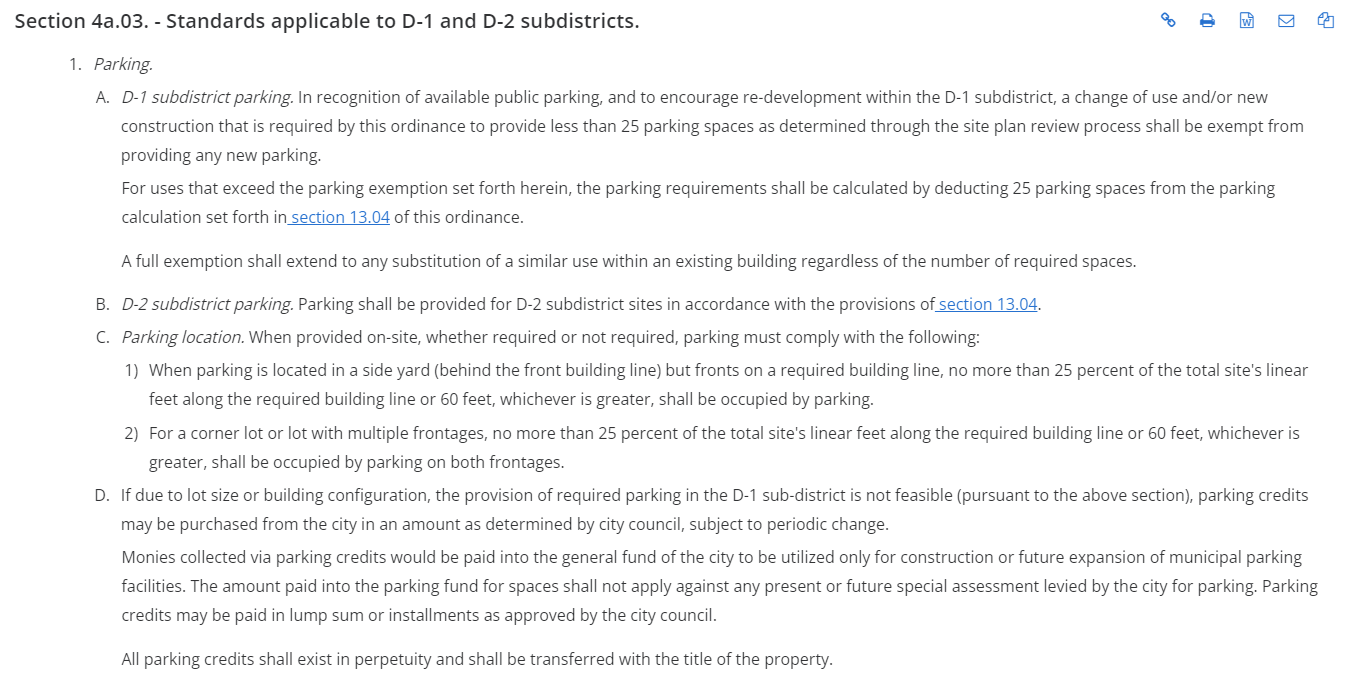 Section 4a.03. - Standards applicable to D-1 and D-2 subdistricts.
1. Parking.
A. D-1 subdistrict parking. In recognition of available public parking, and to encourage re-development within the D-1 subdistrict, a change of use and/or new
construction that is required by this ordinance to provide less than 25 parking spaces as determined through the site plan review process shall be exempt from
providing any new parking.
For uses that exceed the parking exemption set forth herein, the parking requirements shall be calculated by deducting 25 parking spaces from the parking
calculation set forth in section 13.04 of this ordinance.
A full exemption shall extend to any substitution of a similar use within an existing building regardless of the number of required spaces.
B. D-2 subdistrict parking. Parking shall be provided for D-2 subdistrict sites in accordance with the provisions of section 13.04.
C. Parking location. When provided on-site, whether required or not required, parking must comply with the following:
1) When parking is located in a side yard (behind the front building line) but fronts on a required building line, no more than 25 percent of the total site's linear
feet along the required building line or 60 feet, whichever is greater, shall be occupied by parking.
2) For a corner lot or lot with multiple frontages, no more than 25 percent of the total site's linear feet along the required building line or 60 feet, whichever is
greater, shall be occupied by parking on both frontages.
D. If due to lot size or building configuration, the provision of required parking in the D-1 sub-district is not feasible (pursuant to the above section), parking credits
may be purchased from the city in an amount as determined by city council, subject to periodic change.
Monies collected via parking credits would be paid into the general fund of the city to be utilized only for construction or future expansion of municipal parking
facilities. The amount paid into the parking fund for spaces shall not apply against any present or future special assessment levied by the city for parking. Parking
credits may be paid in lump sum or installments as approved by the city council.
All parking credits shall exist in perpetuity and shall be transferred with the title of the property.